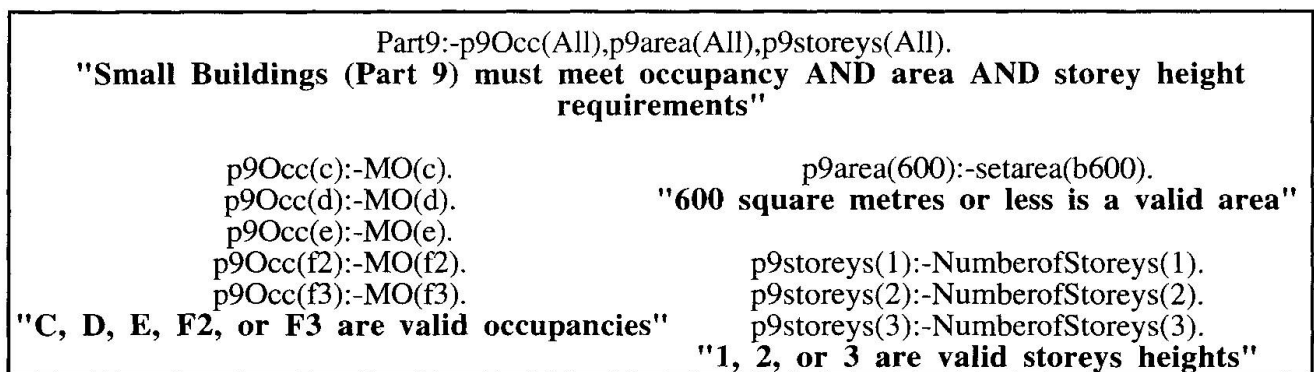 Part9:-p9Occ(All),p9area(All),p9storeys(All).
"Small Buildings (Part 9) must meet occupancy AND area AND storey height
requirements"
p9Occ(c):-MO(c).
p9Occ(d):-MO(d).
p9Occ(e):-MO(e).
p9Occ(f2):-MO(f2).
p9Occ(f3):-MO(f3).
"C, D, E, F2, or F3 are valid occupancies"
p9area(600):-setarea(b600).
"600 square metres or less is a valid area"
p9storeys(1):-NumberofStoreys(1).
p9storeys(2):-NumberofStoreys(2).
p9storeys(3):-NumberofStoreys(3).
"1, 2, or 3 are valid storeys heights"